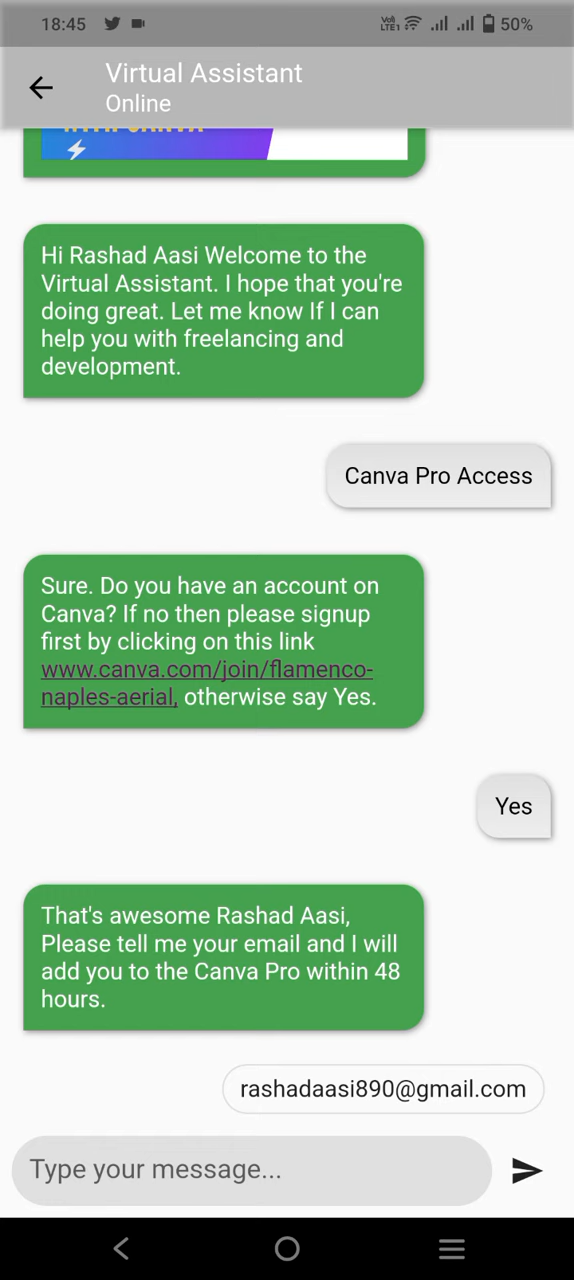 18:45
Vo)
LTE1
50%
Virtual Assistant
Online
Hi Rashad Aasi Welcome to the
Virtual Assistant. I hope that you're
doing great. Let me know If I can
help you with freelancing and
development.
Canva Pro Access
Sure. Do you have an account on
Canva? If no then please signup
first by clicking on this link
www.canva.com/join/flamenco-
naples-aerial, otherwise say Yes.
Yes
That's awesome Rashad Aasi,
Please tell me your email and I will
add you to the Canva Pro within 48
hours.
rashadaasi890@gmail.com
Type your message...